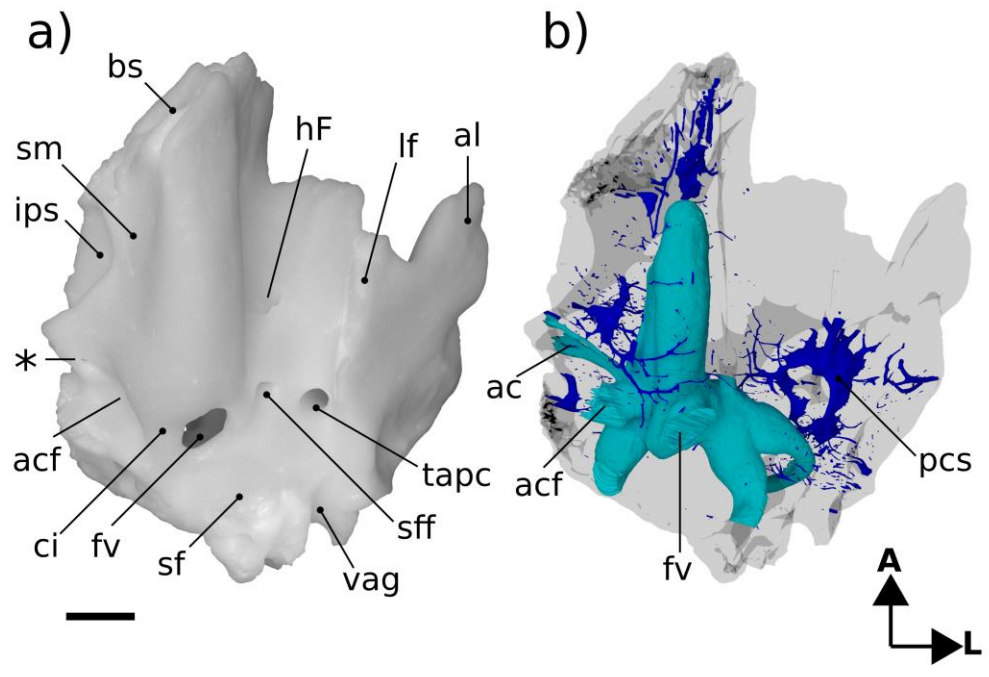 a)
bs
sm
ips
*
acf
ci
fv
sf
hF
lf
al
tapc
sff
vag
b)
ac
acf
fv
pcs
A
L